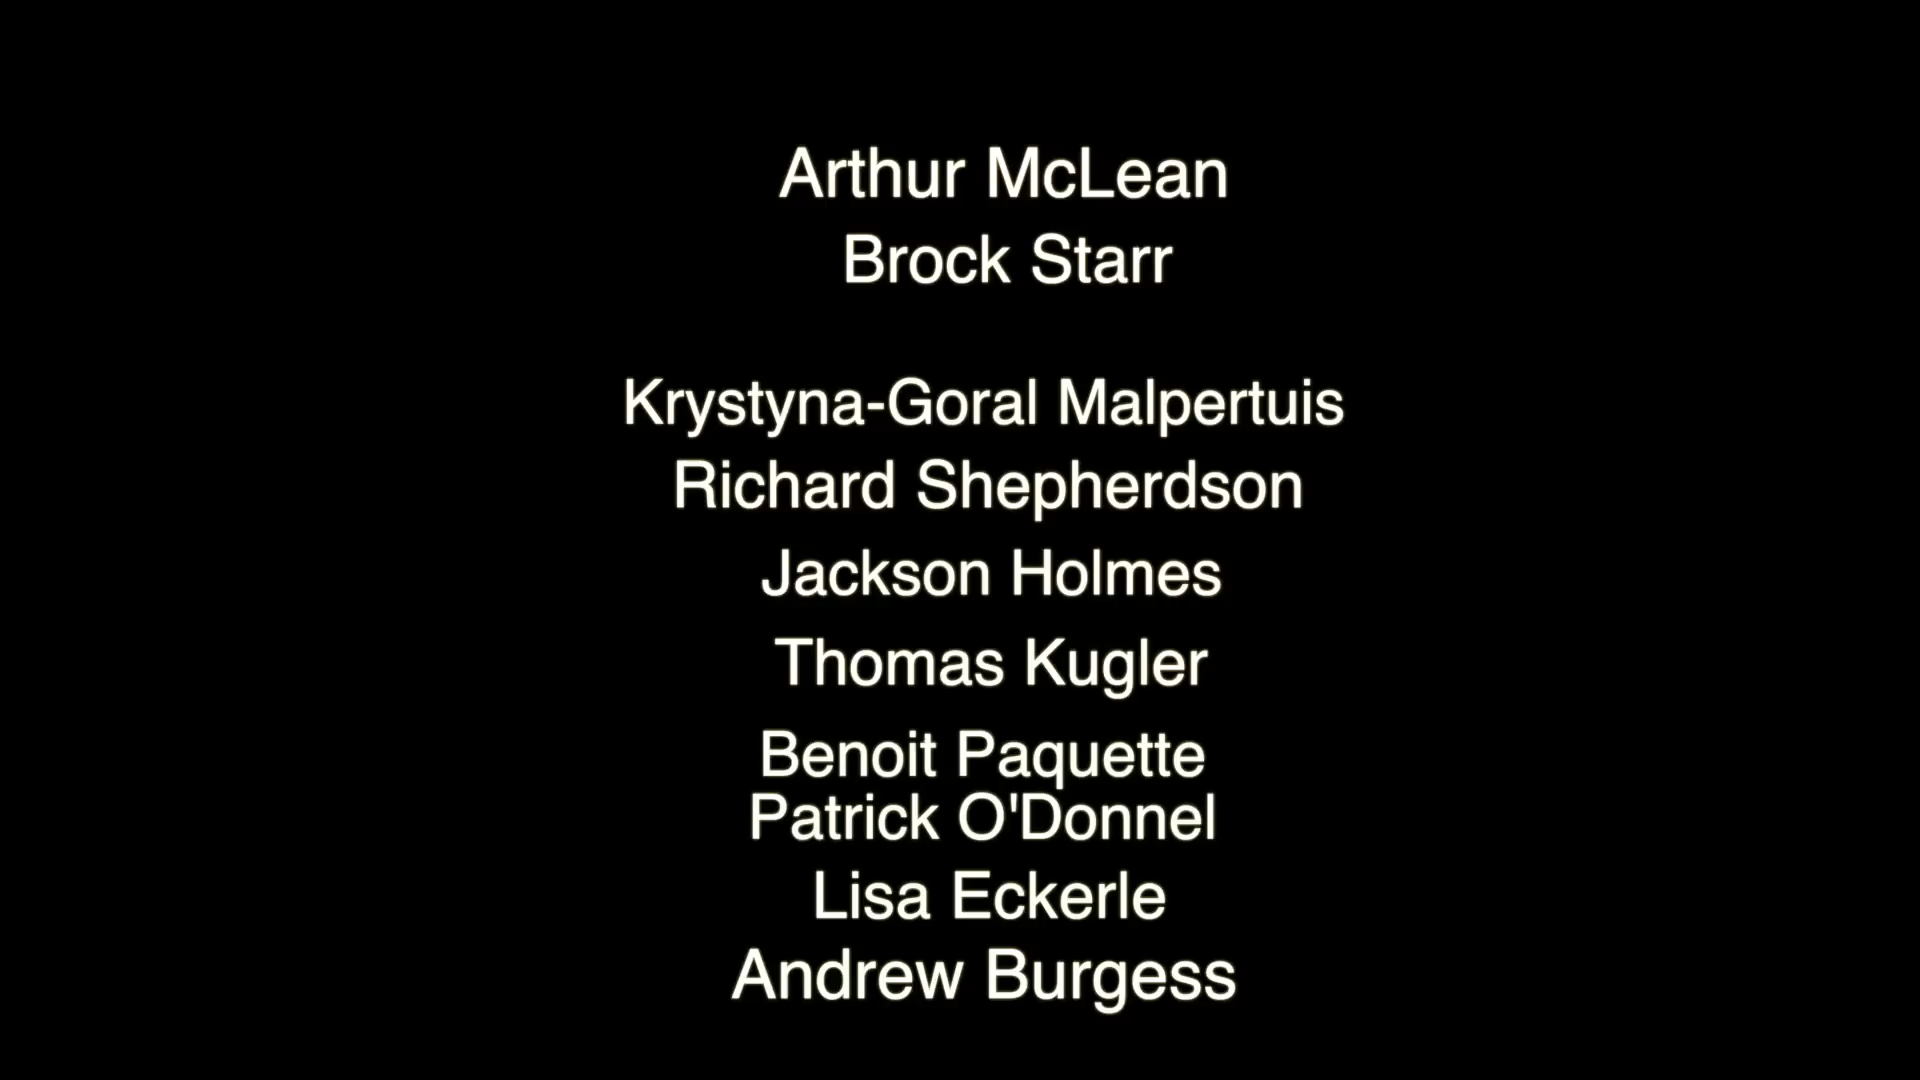 Arthur McLean
Brock Starr
Krystyna-Goral Malpertuis
Richard Shepherdson
Jackson Holmes
Thomas Kugler
Benoit Paquette
Patrick O'Donnel
Lisa Eckerle
Andrew Burgess